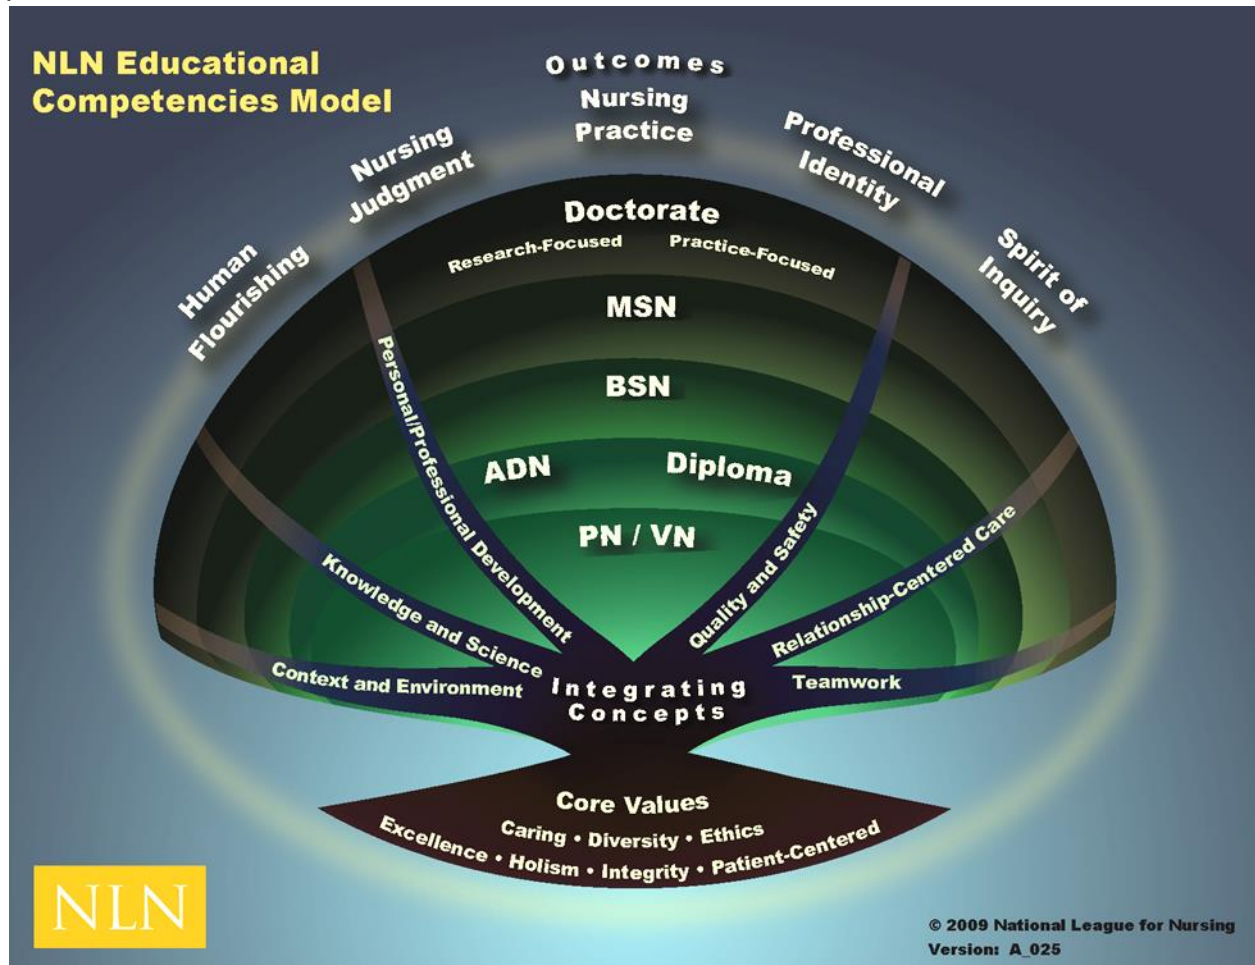 NLN Educational
Competencies Model
Outcomes
Human
Flourishing
Nursing
Judgment
Nursing
Practice
Professional
Identity
Spirit of
Inquiry
Doctorate
Research-Focused
Practice-Focused
MSN
BSN
ADN
Diploma
PN / VN
Context and Environment
Knowledge and Science
Personal/Professional Development
Quality and Safety
Relationship-Centered Care
Teamwork
Integrating
Concepts
Core Values
Caring • Diversity • Ethics
Excellence • Holism • Integrity • Patient-Centered
NLN
© 2009 National League for Nursing
Version: A_025